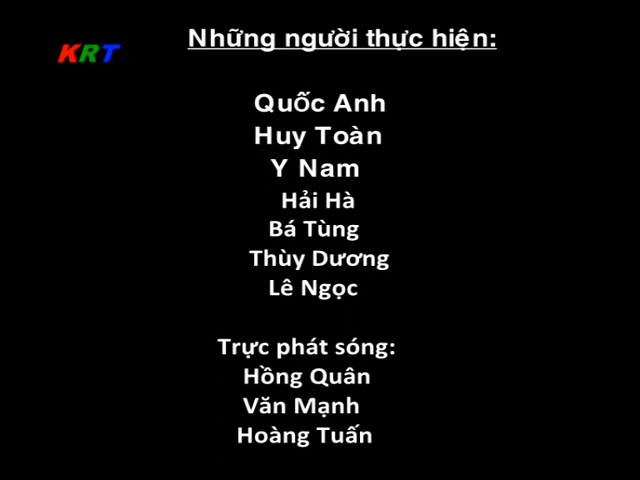 KRT
Những người thực hiện:
Quốc Anh
Huy Toàn
Y Nam
Hải Hà
Bá Tùng
Thùy Dương
Lê Ngọc
Trực phát sóng:
Hồng Quân
Văn Mạnh
Hoàng Tuấn